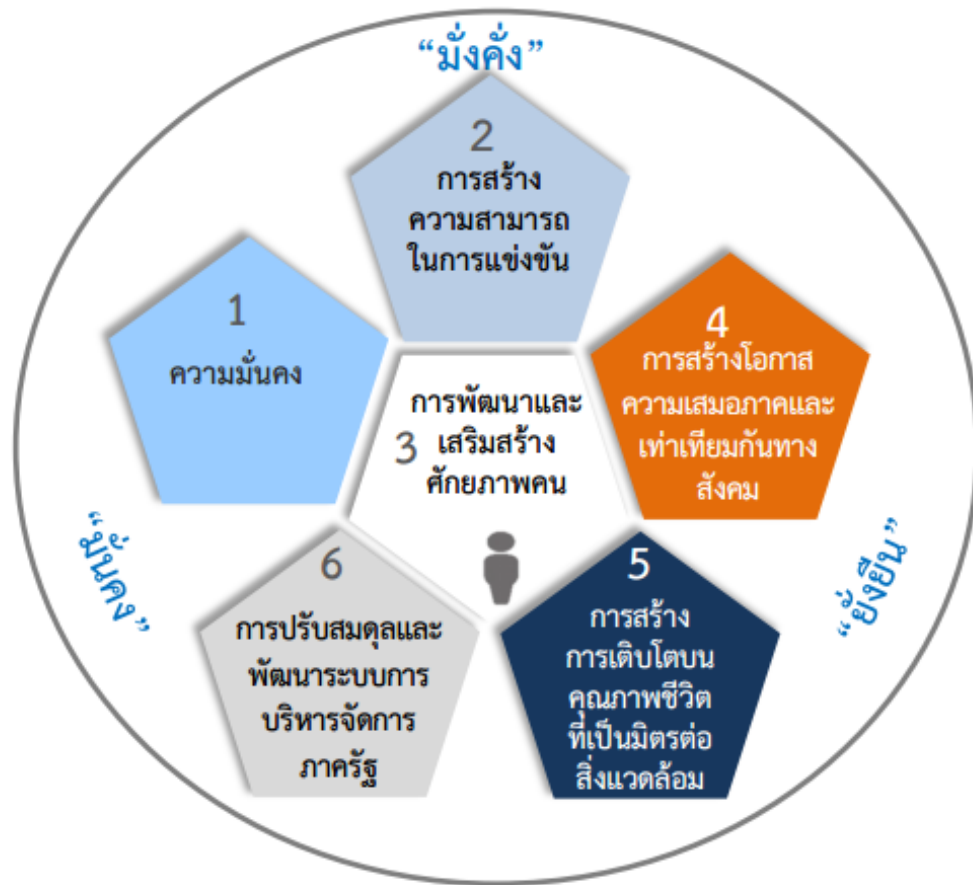 “มั่งคั่ง”
2
การสร้าง
ความสามารถ
ในการแข่งขัน
1
ความมั่นคง
4
การสร้างโอกาส
ความเสมอภาคและ
เท่าเทียมกันทาง
สังคม
การพัฒนาและ
3 เสริมสร้าง
ศักยภาพคน
“มั่นคง”
“ยั่งยืน”
6
การปรับสมดุลและ
พัฒนาระบบการ
บริหารจัดการ
ภาครัฐ
5
การสร้าง
การเติบโตบน
คุณภาพชีวิต
ที่เป็นมิตรต่อ
สิ่งแวดล้อม